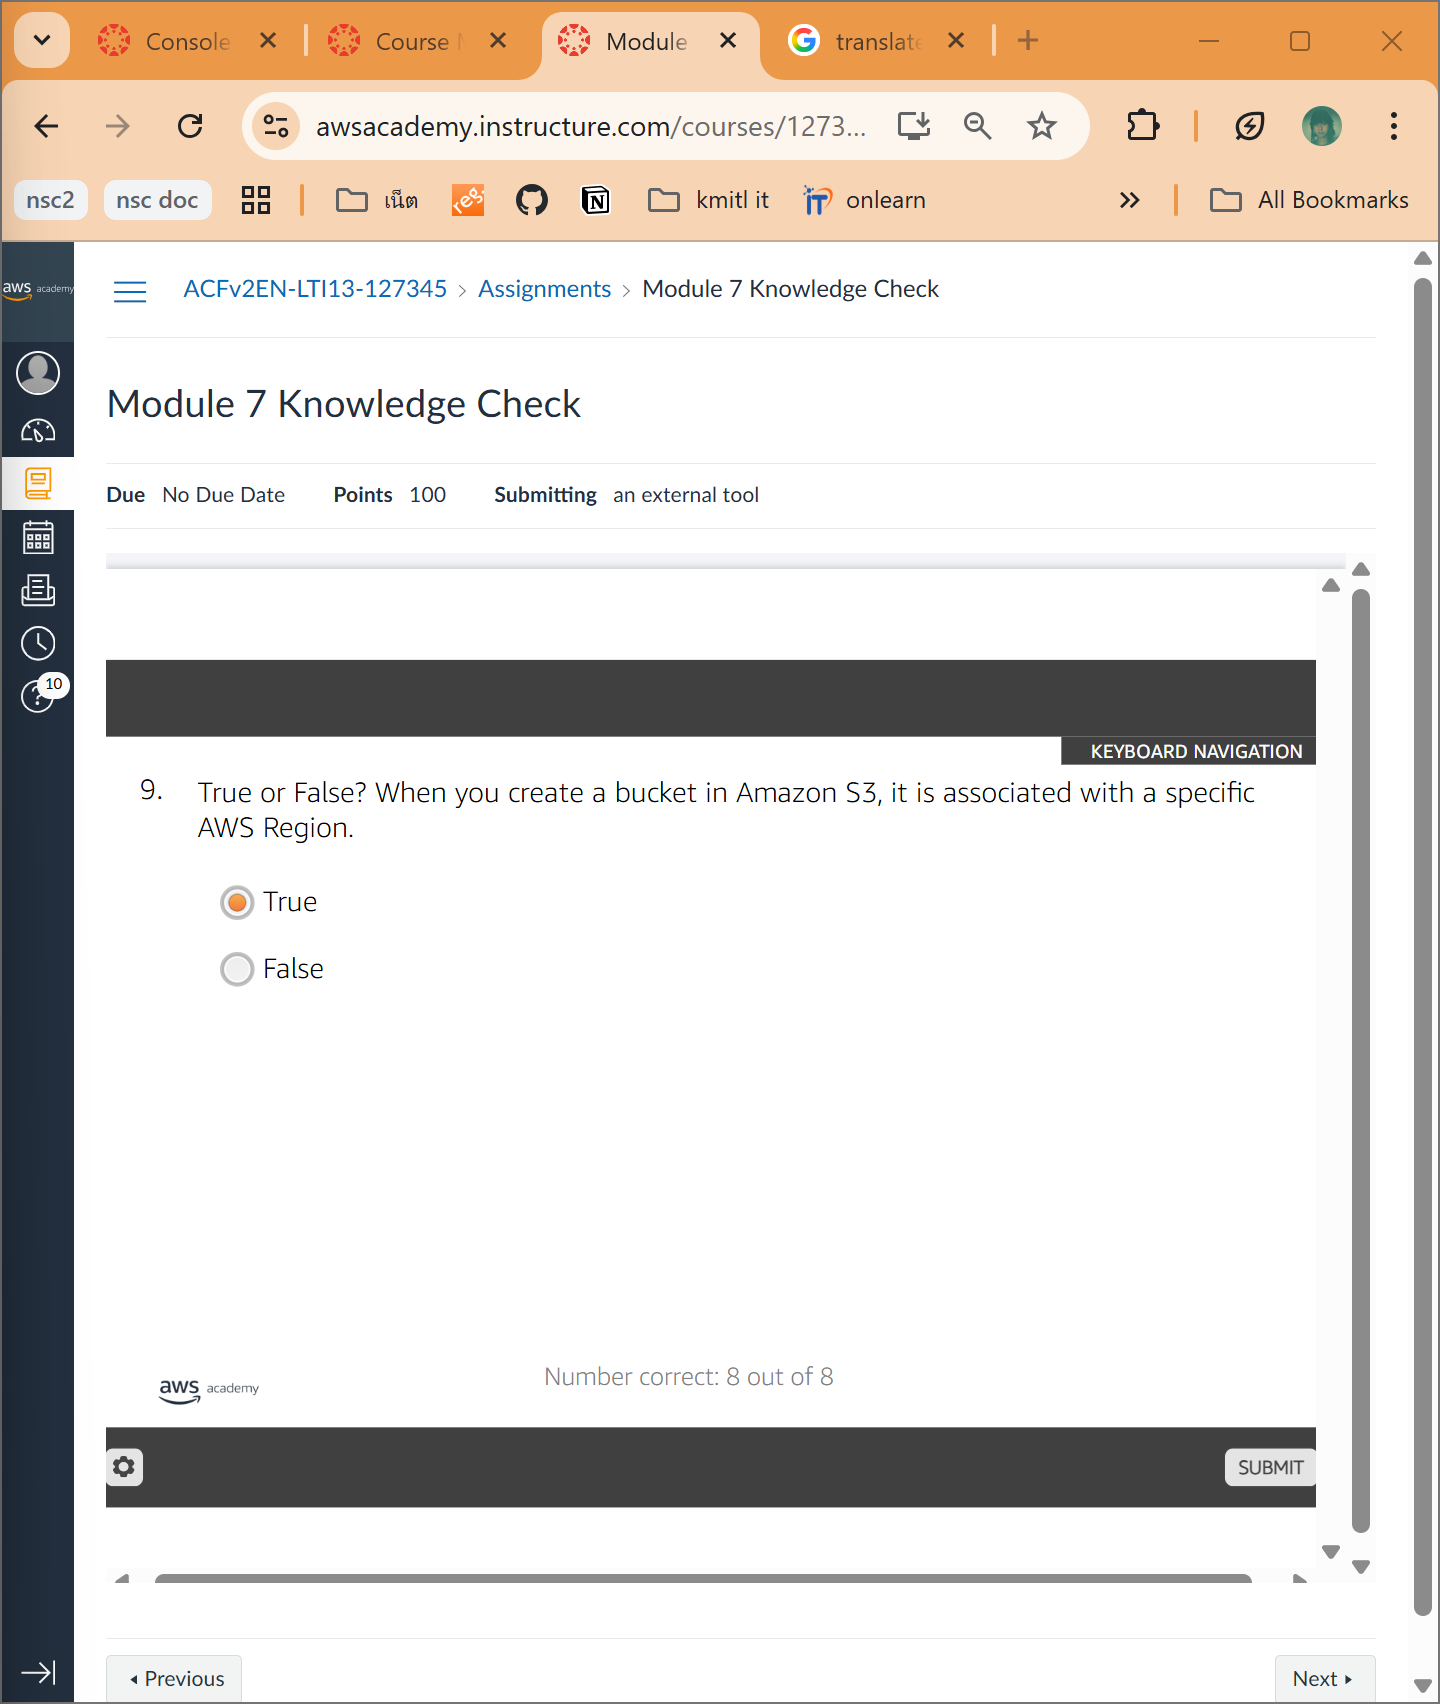 Console
Course
Module
translate
awsacademy.instructure.com/courses/1273...
nsc2
nsc doc
เน็ต
reg.
kmitl it
iT
onlearn
All Bookmarks
aws academy
ACFv2EN-LTI13-127345 > Assignments > Module 7 Knowledge Check
Module 7 Knowledge Check
Due No Due Date Points 100 Submitting an external tool
10
KEYBOARD NAVIGATION
9. True or False? When you create a bucket in Amazon S3, it is associated with a specific
AWS Region.
True
False
Number correct: 8 out of 8
aws academy
SUBMIT
Previous
Next